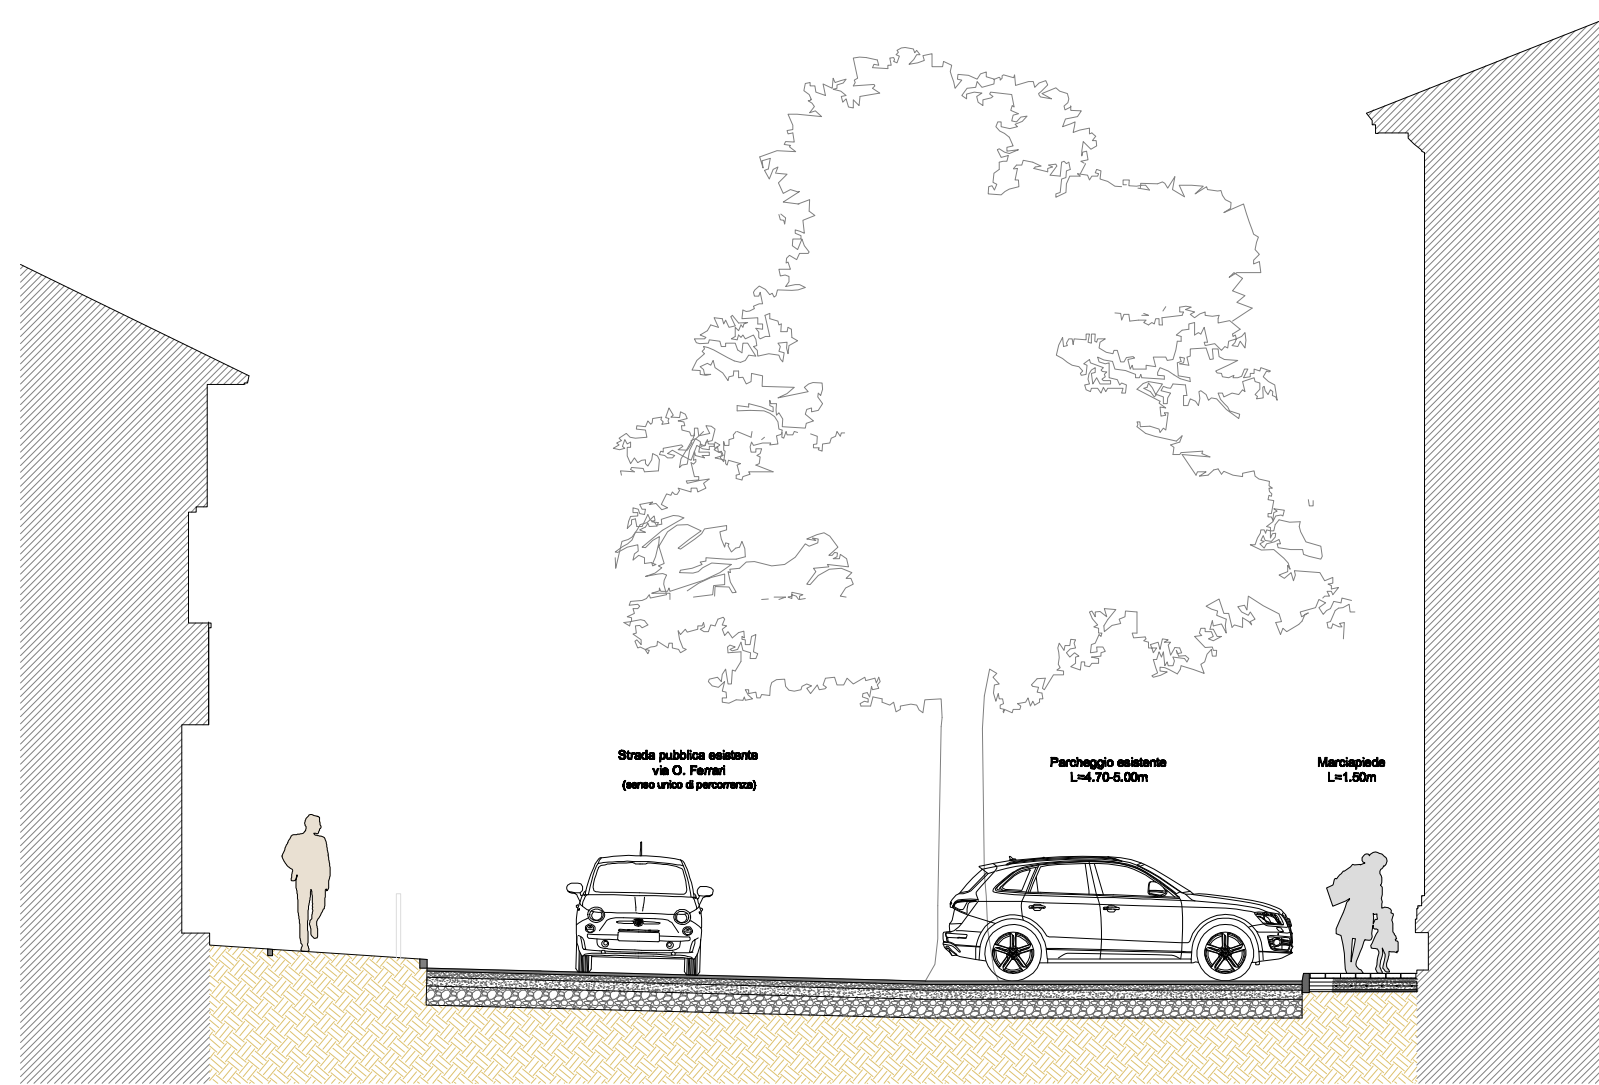 Strada pubblica esistente
via O. Ferrari
(senso unico di percorrenza)
Parcheggio esistente
L=4.70-5.00m
Marciapiede
L=1.50m